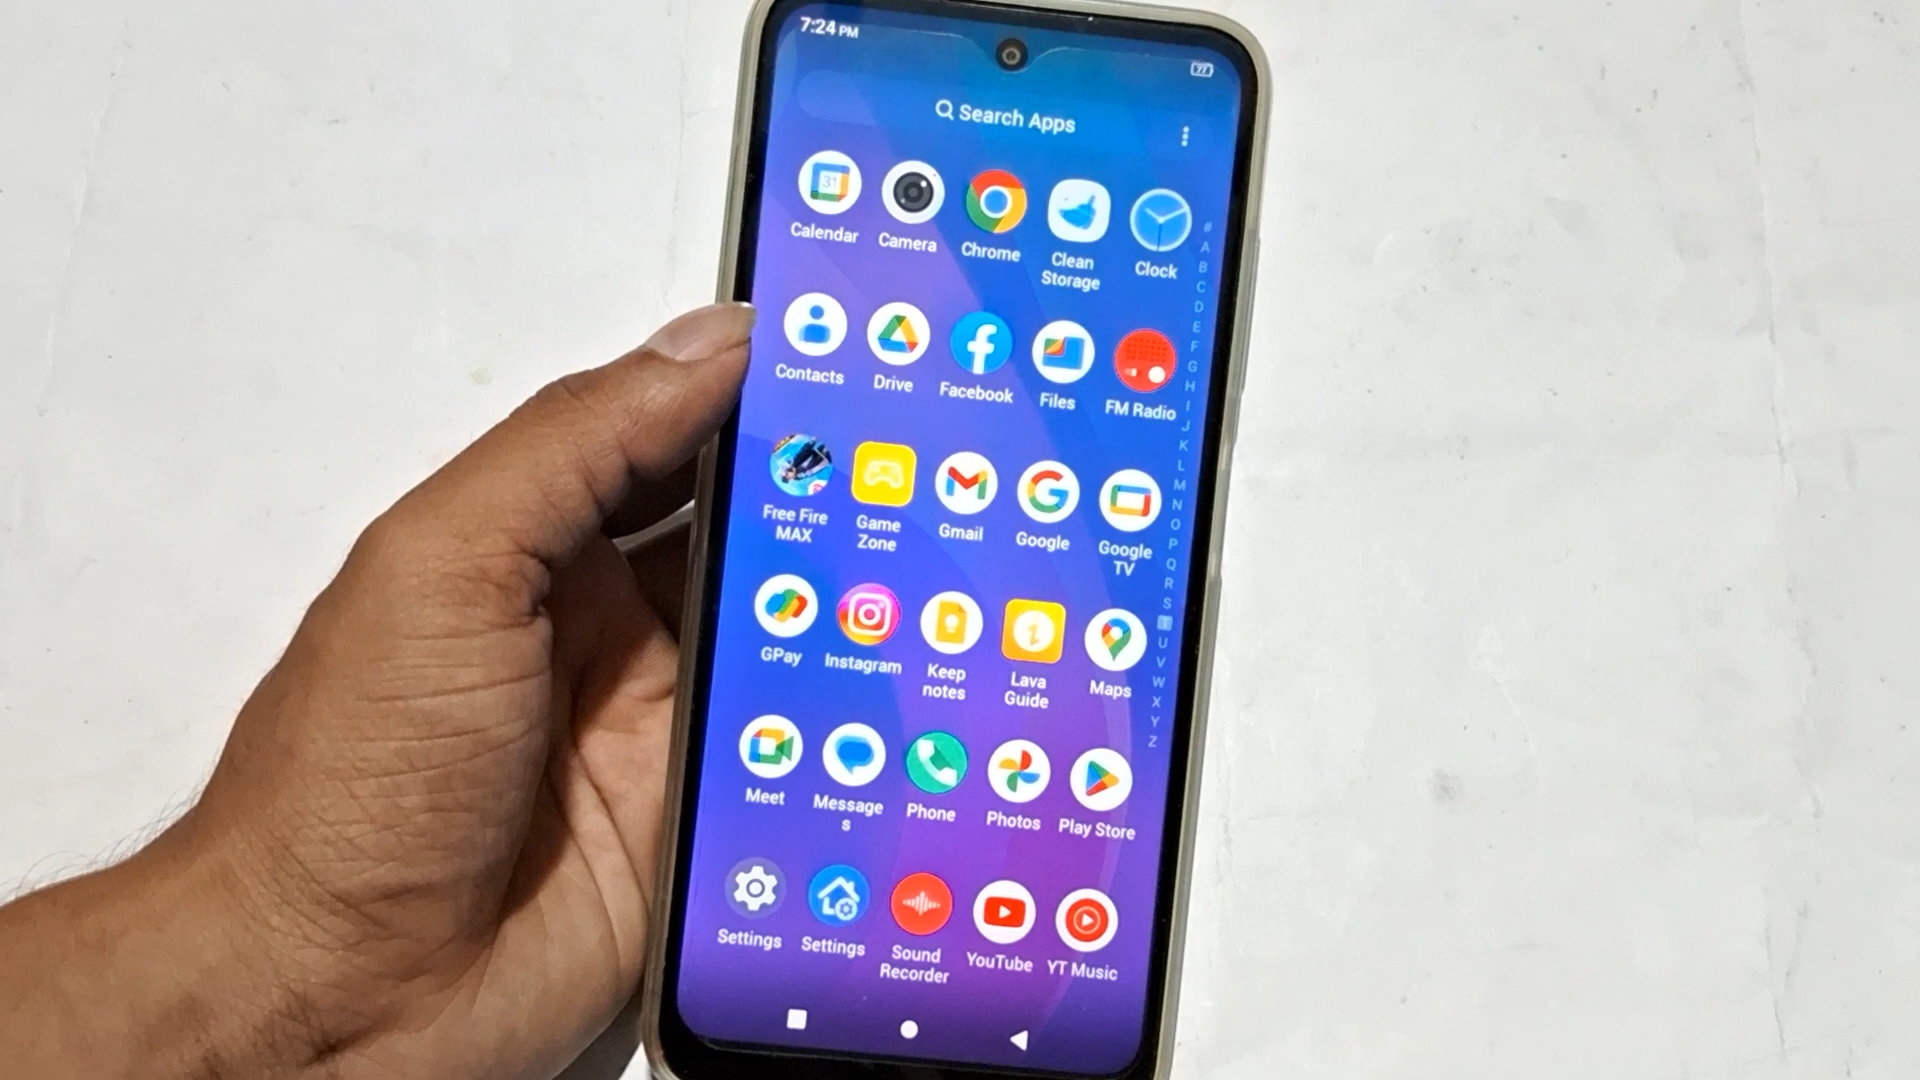 7:24 PM
77
Search Apps
31
Calendar
Camera
Chrome
Clean
Storage
Clock
Contacts
Drive
Facebook
Files
FM Radio
Free Fire
MAX
Game
Zone
Gmail
Google
Google
TV
GPay
Instagram
Keep
notes
Lava
Guide
Maps
Meet
Message
s
Phone
Photos
Play Store
Settings
Settings
Sound
Recorder
YouTube
YT Music
#
A
B
C
D
E
F
G
H
I
J
K
L
M
N
O
P
Q
R
S
T
U
V
W
X
Y
Z